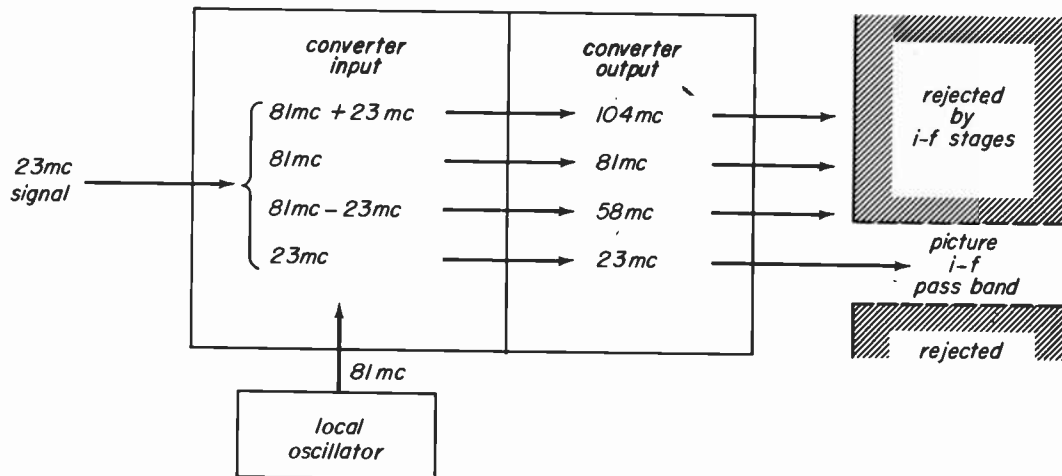 converter
input
converter
output
rejected
by
i-f stages
23mc
signal
81mc + 23mc
104mc
81mc
81mc
81mc - 23mc
58mc
23mc
23mc
picture
i-f
pass band
rejected
81mc
local
oscillator